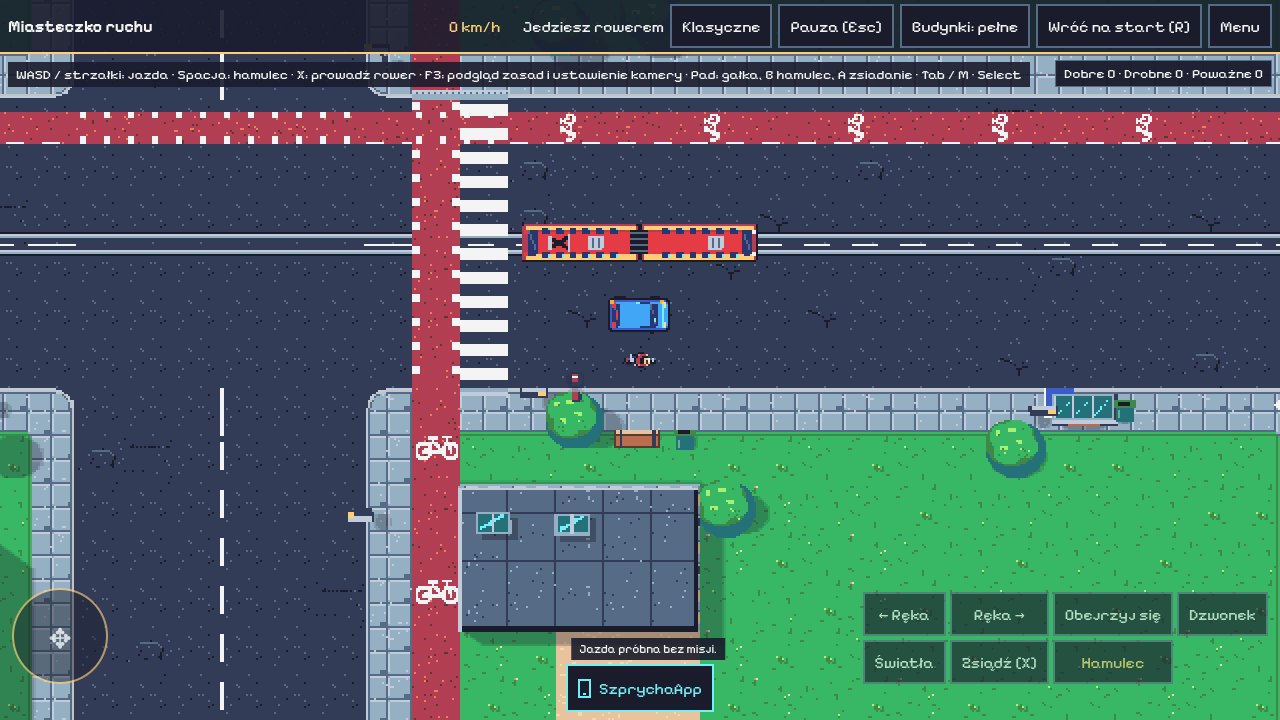 Miasteczko ruchu
0 km/h
Jedziesz rowerem
Klasyczne
Pauza (Esc)
Budynki: pełne
Wróć na start (R)
Menu
WASD / strzałki: jazda · Spacja: hamulec · X: prowadź rower · F3: podgląd zasad i ustawienie kamery · Pad: gałka, B hamulec, A zsiadanie · Tab / M · Select
Dobre 0 · Drobne 0 · Poważne 0
← Ręka
Ręka →
Obejrzyj się
Dzwonek
Światła
Zsiądź (X)
Hamulec
Jazda próbna bez misji.
SzprychaApp